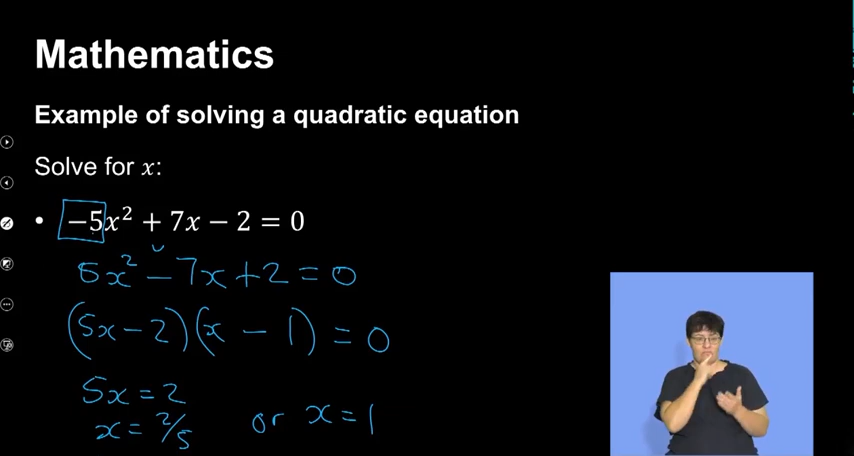 Mathematics
Example of solving a quadratic equation
Solve for x:
• −5x² + 7x − 2 = 0
5x² − 7x + 2 = 0
(5x − 2)(x − 1) = 0
5x = 2
x = 2/5 or x = 1